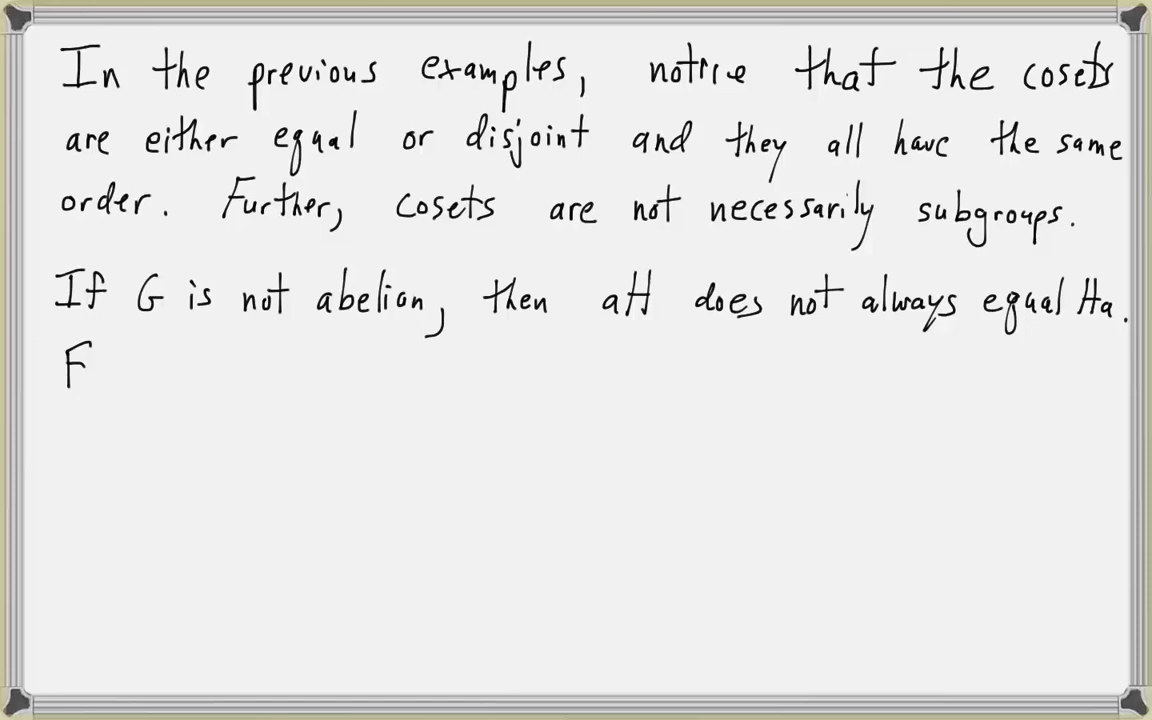 In the previous examples, notice that the cosets
are either equal or disjoint and they all have the same
order. Further, cosets are not necessarily subgroups.
If G is not abelian, then aH does not always equal Ha.
F